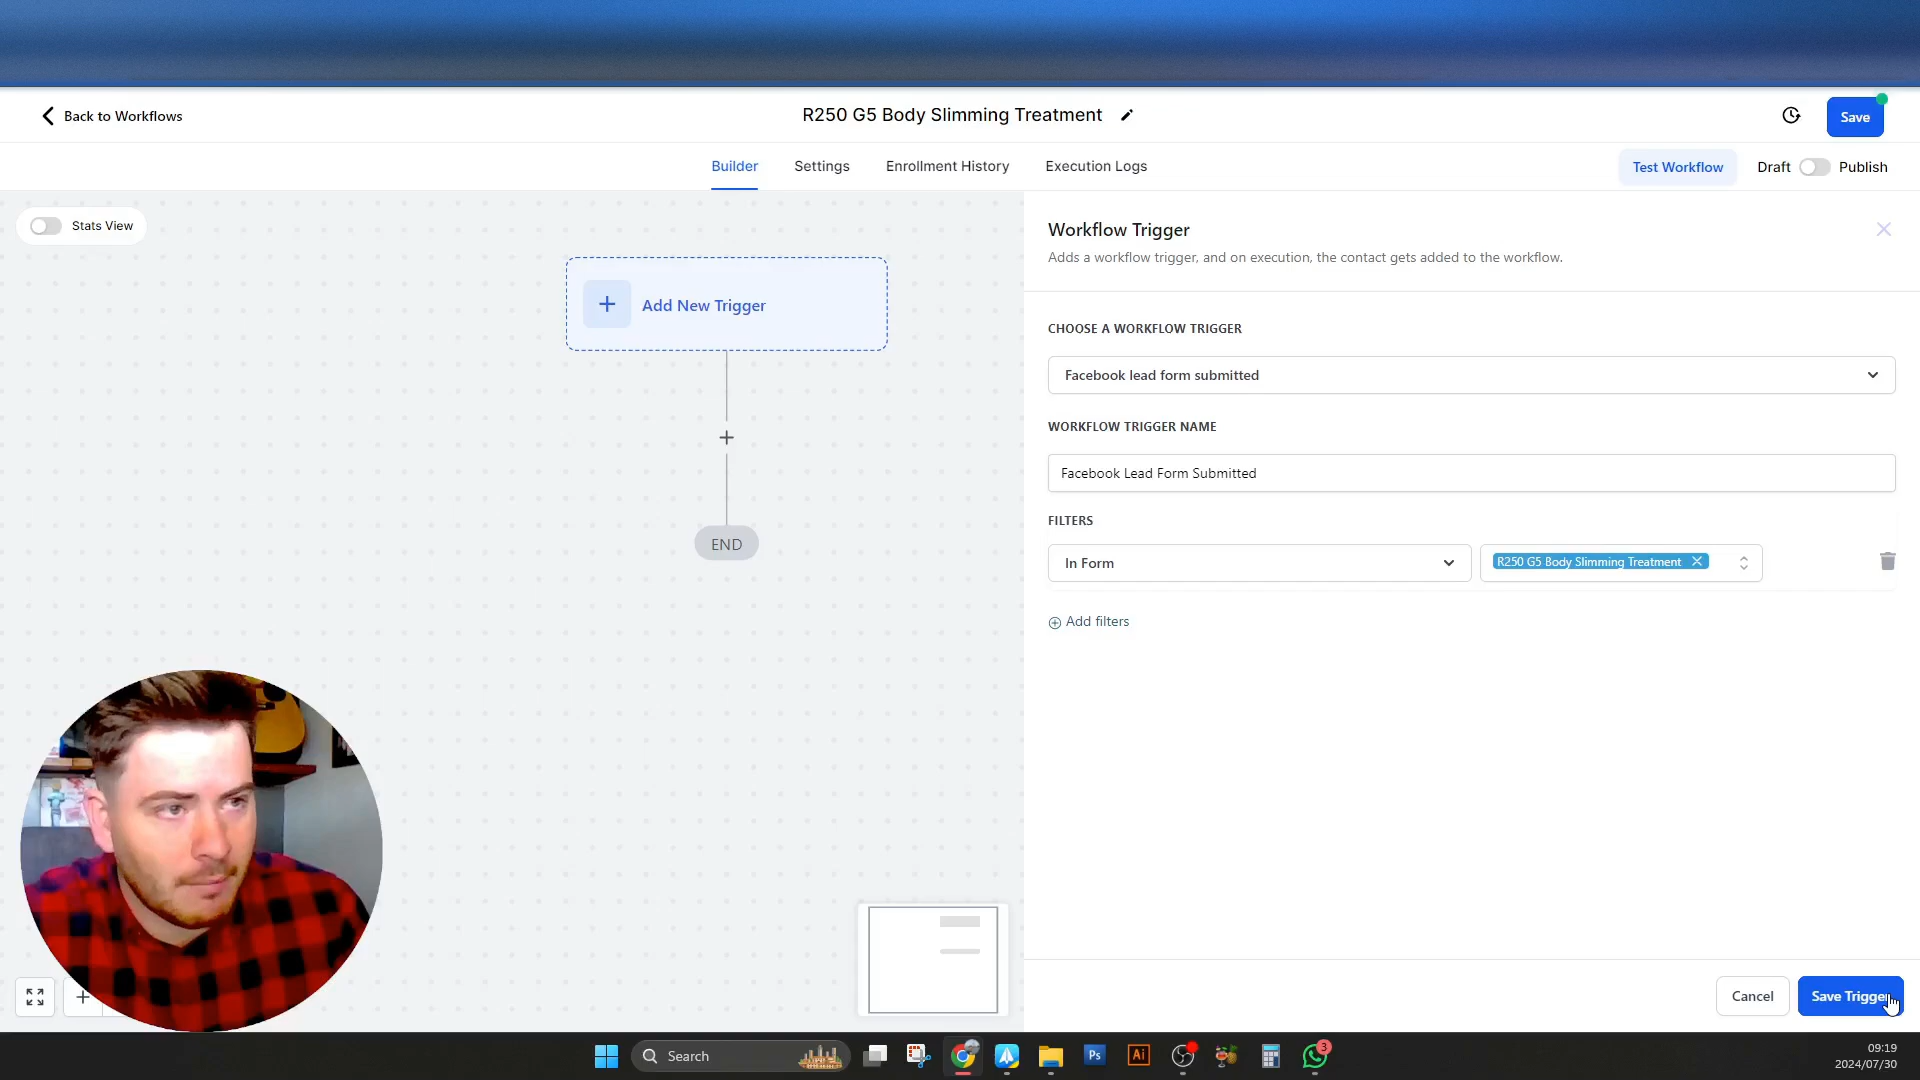 Back to Workflows
R250 G5 Body Slimming Treatment
Save
Builder
Settings
Enrollment History
Execution Logs
Test Workflow
Draft
Publish
Stats View
Add New Trigger
END
Workflow Trigger
Adds a workflow trigger, and on execution, the contact gets added to the workflow.
CHOOSE A WORKFLOW TRIGGER
Facebook lead form submitted
WORKFLOW TRIGGER NAME
Facebook Lead Form Submitted
FILTERS
In Form
R250 G5 Body Slimming Treatment
Add filters
Cancel
Save Trigger
Search
Ps
Ai
3
09:19
2024/07/30